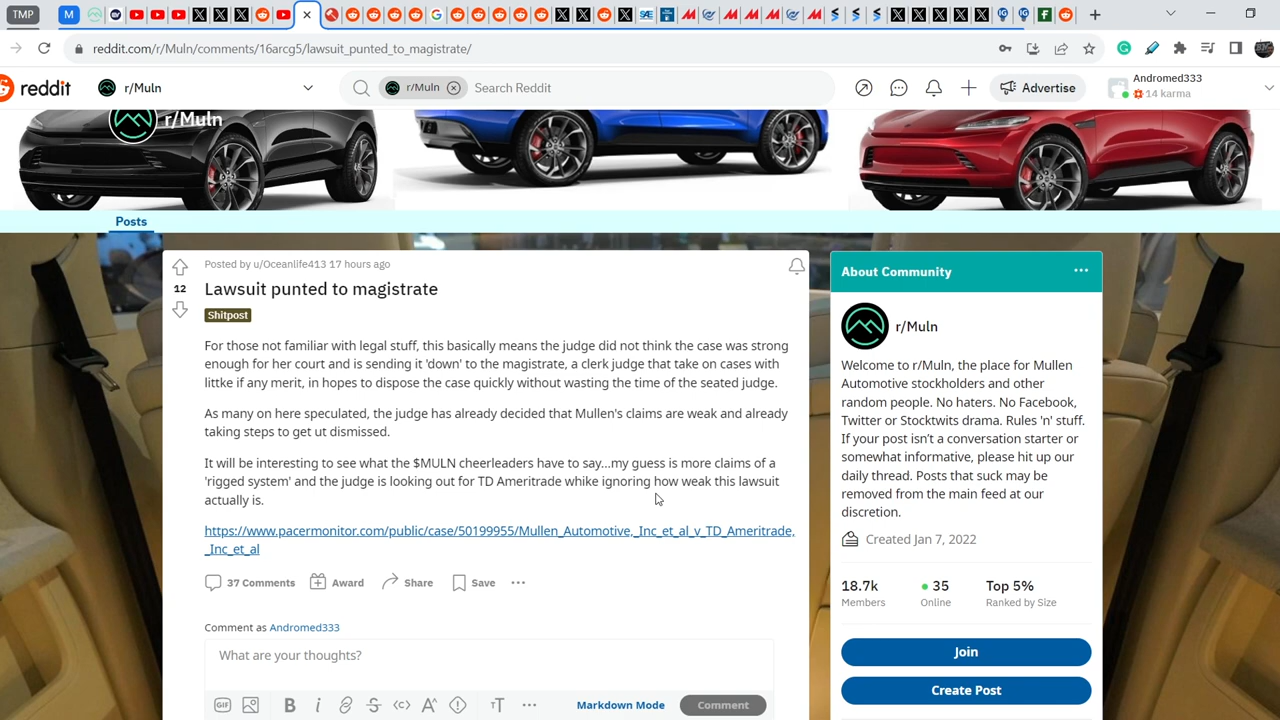 TMP
reddit.com/r/Muln/comments/16arcg5/lawsuit_punted_to_magistrate/
reddit
r/Muln
r/Muln
Search Reddit
Advertise
Andromed333
14 karma
r/Muln
Posts
Posted by u/Oceanlife413 17 hours ago
12
Lawsuit punted to magistrate
Shitpost
For those not familiar with legal stuff, this basically means the judge did not think the case was strong
enough for her court and is sending it 'down' to the magistrate, a clerk judge that take on cases with
littke if any merit, in hopes to dispose the case quickly without wasting the time of the seated judge.
As many on here speculated, the judge has already decided that Mullen's claims are weak and already
taking steps to get ut dismissed.
It will be interesting to see what the $MULN cheerleaders have to say...my guess is more claims of a
'rigged system' and the judge is looking out for TD Ameritrade whike ignoring how weak this lawsuit
actually is.
https://www.pacermonitor.com/public/case/50199955/Mullen_Automotive,_Inc_et_al_v_TD_Ameritrade,
_Inc_et_al
37 Comments
Award
Share
Save
Comment as Andromed333
What are your thoughts?
GIF
B
i
Markdown Mode
Comment
About Community
r/Muln
Welcome to r/Muln, the place for Mullen
Automotive stockholders and other
random people. No haters. No Facebook,
Twitter or Stocktwits drama. Rules 'n' stuff.
If your post isn't a conversation starter or
somewhat informative, please hit up our
daily thread. Posts that suck may be
removed from the main feed at our
discretion.
Created Jan 7, 2022
18.7k
Members
35
Online
Top 5%
Ranked by Size
Join
Create Post